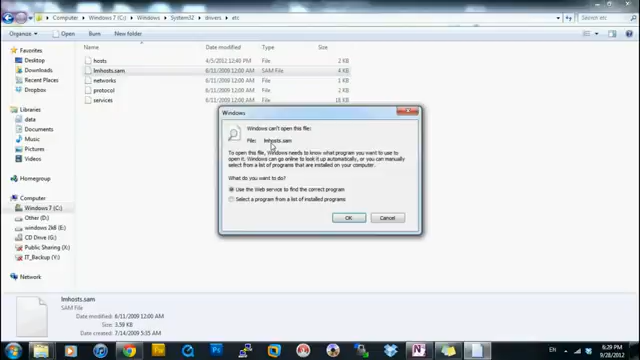 Computer ▸ Windows 7 (C:) ▸ Windows ▸ System32 ▸ drivers ▸ etc
Search etc
Organize ▾ Open Burn New folder
Name Date modified Type Size
hosts 4/5/2012 12:40 PM File 2 KB
lmhosts.sam 6/11/2009 12:00 AM SAM File 4 KB
networks 6/11/2009 12:00 AM File 1 KB
protocol 6/11/2009 12:00 AM File 2 KB
services 6/11/2009 12:00 AM File
Favorites
Desktop
Downloads
Recent Places
Dropbox
Libraries
data
Documents
Music
Pictures
Videos
Homegroup
Computer
Windows 7 (C:)
Other (D:)
windows 2k8 (E:)
CD Drive (G:)
Public Sharing (X:)
IT_Backup (Y:)
Network
Windows
Windows can't open this file:
File: lmhosts.sam
To open this file, Windows needs to know what program you want to use to
open it. Windows can go online to look it up automatically, or you can manually
select from a list of programs that are installed on your computer.
What do you want to do?
Use the Web service to find the correct program
Select a program from a list of installed programs
OK Cancel
lmhosts.sam
SAM File
Date modified: 6/11/2009 12:00 AM
Size: 3.59 KB
Date created: 7/14/2009 5:35 AM
EN
6:29 PM
9/28/2012